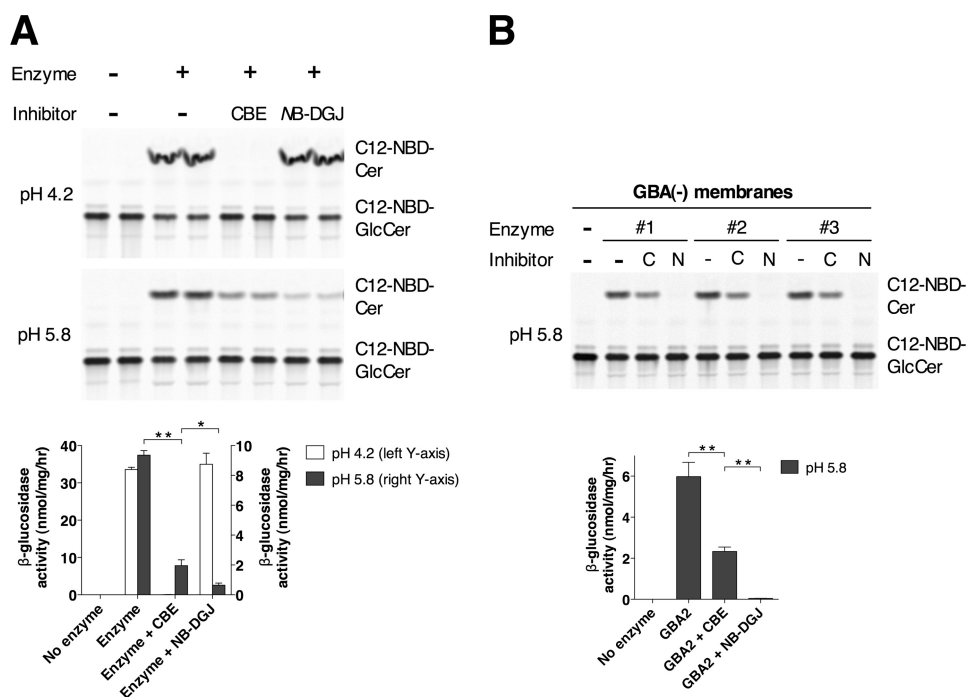 A
Enzyme - + + +
Inhibitor - - CBE NB-DGJ
C12-NBD-
Cer
pH 4.2
C12-NBD-
GlcCer
C12-NBD-
Cer
pH 5.8
C12-NBD-
GlcCer
** *
40
30
20
10
0
β-glucosidase
activity (nmol/mg/hr)
10
8
6
4
2
0
β-glucosidase
activity (nmol/mg/hr)
pH 4.2 (left Y-axis)
pH 5.8 (right Y-axis)
No enzyme
Enzyme
Enzyme + CBE
Enzyme + NB-DGJ
B
GBA(-) membranes
Enzyme - #1 #2 #3
Inhibitor - - C N - C N - C N
C12-NBD-
Cer
pH 5.8
C12-NBD-
GlcCer
** **
6
4
2
0
β-glucosidase
activity (nmol/mg/hr)
pH 5.8
No enzyme
GBA2
GBA2 + CBE
GBA2 + NB-DGJ